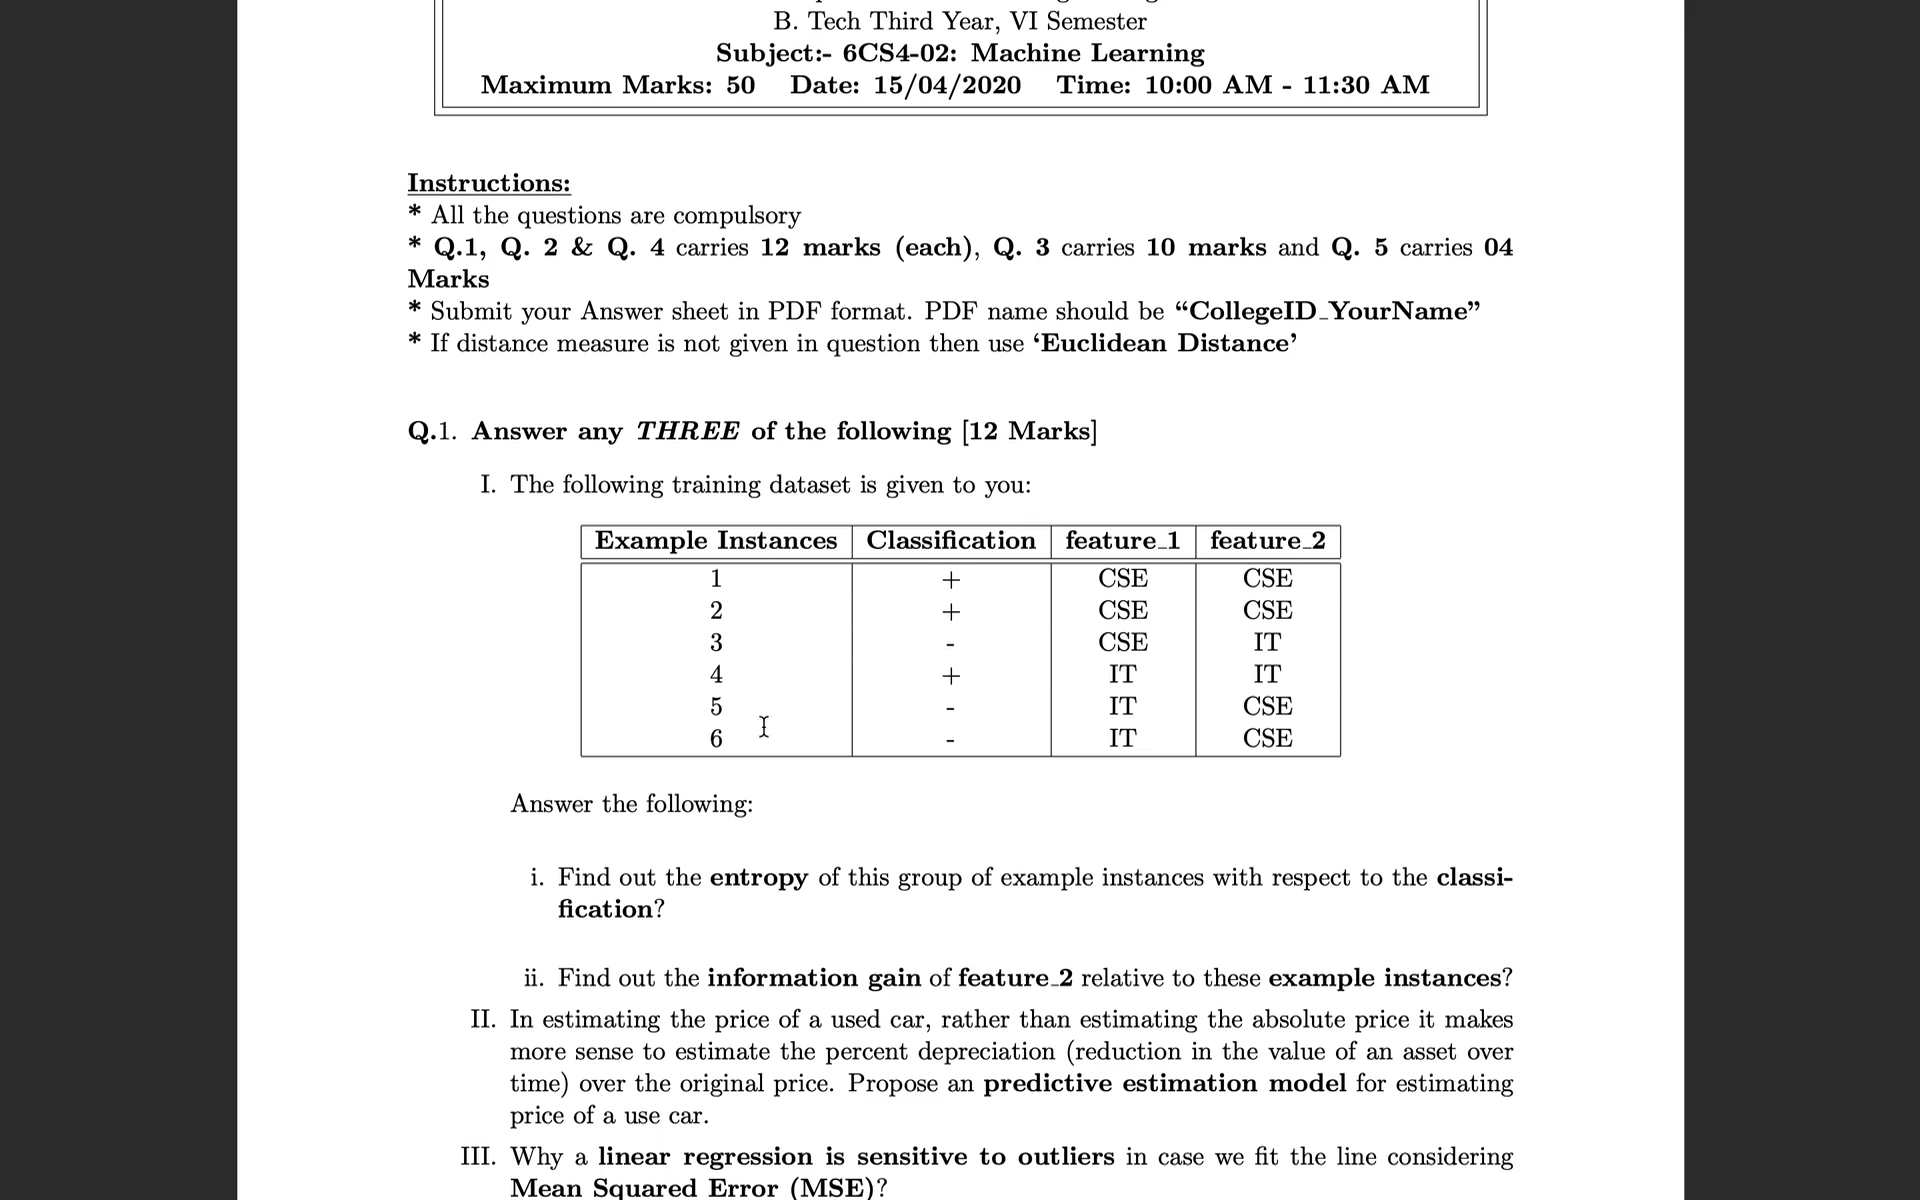 B. Tech Third Year, VI Semester
Subject:- 6CS4-02: Machine Learning
Maximum Marks: 50 Date: 15/04/2020 Time: 10:00 AM - 11:30 AM
Instructions:
* All the questions are compulsory
* Q.1, Q. 2 & Q. 4 carries 12 marks (each), Q. 3 carries 10 marks and Q. 5 carries 04
Marks
* Submit your Answer sheet in PDF format. PDF name should be “CollegeID_YourName”
* If distance measure is not given in question then use ‘Euclidean Distance’
Q.1. Answer any THREE of the following [12 Marks]
I. The following training dataset is given to you:
Example Instances Classification feature_1 feature_2
1 + CSE CSE
2 + CSE CSE
3 - CSE IT
4 + IT IT
5 - IT CSE
6 - IT CSE
Answer the following:
i. Find out the entropy of this group of example instances with respect to the classi-
fication?
ii. Find out the information gain of feature_2 relative to these example instances?
II. In estimating the price of a used car, rather than estimating the absolute price it makes
more sense to estimate the percent depreciation (reduction in the value of an asset over
time) over the original price. Propose an predictive estimation model for estimating
price of a use car.
III. Why a linear regression is sensitive to outliers in case we fit the line considering
Mean Squared Error (MSE)?